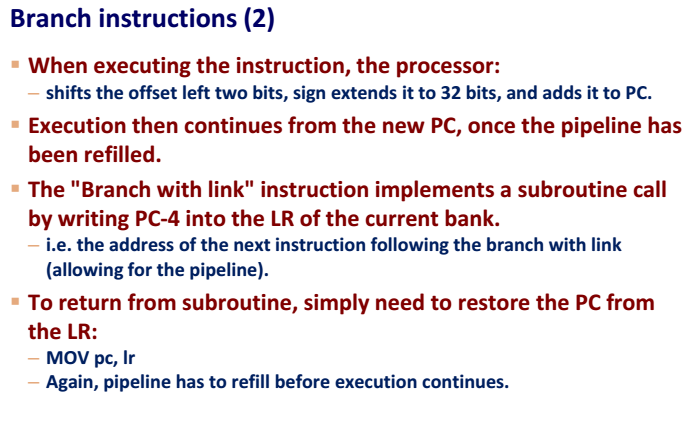 Branch instructions (2)
▪ When executing the instruction, the processor:
– shifts the offset left two bits, sign extends it to 32 bits, and adds it to PC.
▪ Execution then continues from the new PC, once the pipeline has
been refilled.
▪ The "Branch with link" instruction implements a subroutine call
by writing PC-4 into the LR of the current bank.
– i.e. the address of the next instruction following the branch with link
(allowing for the pipeline).
▪ To return from subroutine, simply need to restore the PC from
the LR:
– MOV pc, lr
– Again, pipeline has to refill before execution continues.